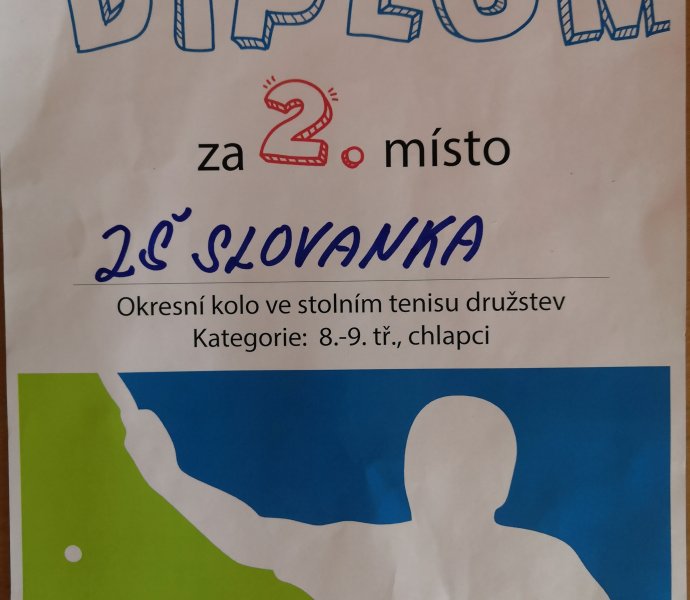 DIPLOM
za 2. místo
ZŠ SLOVANKA
Okresní kolo ve stolním tenisu družstev
Kategorie: 8.-9. tř., chlapci